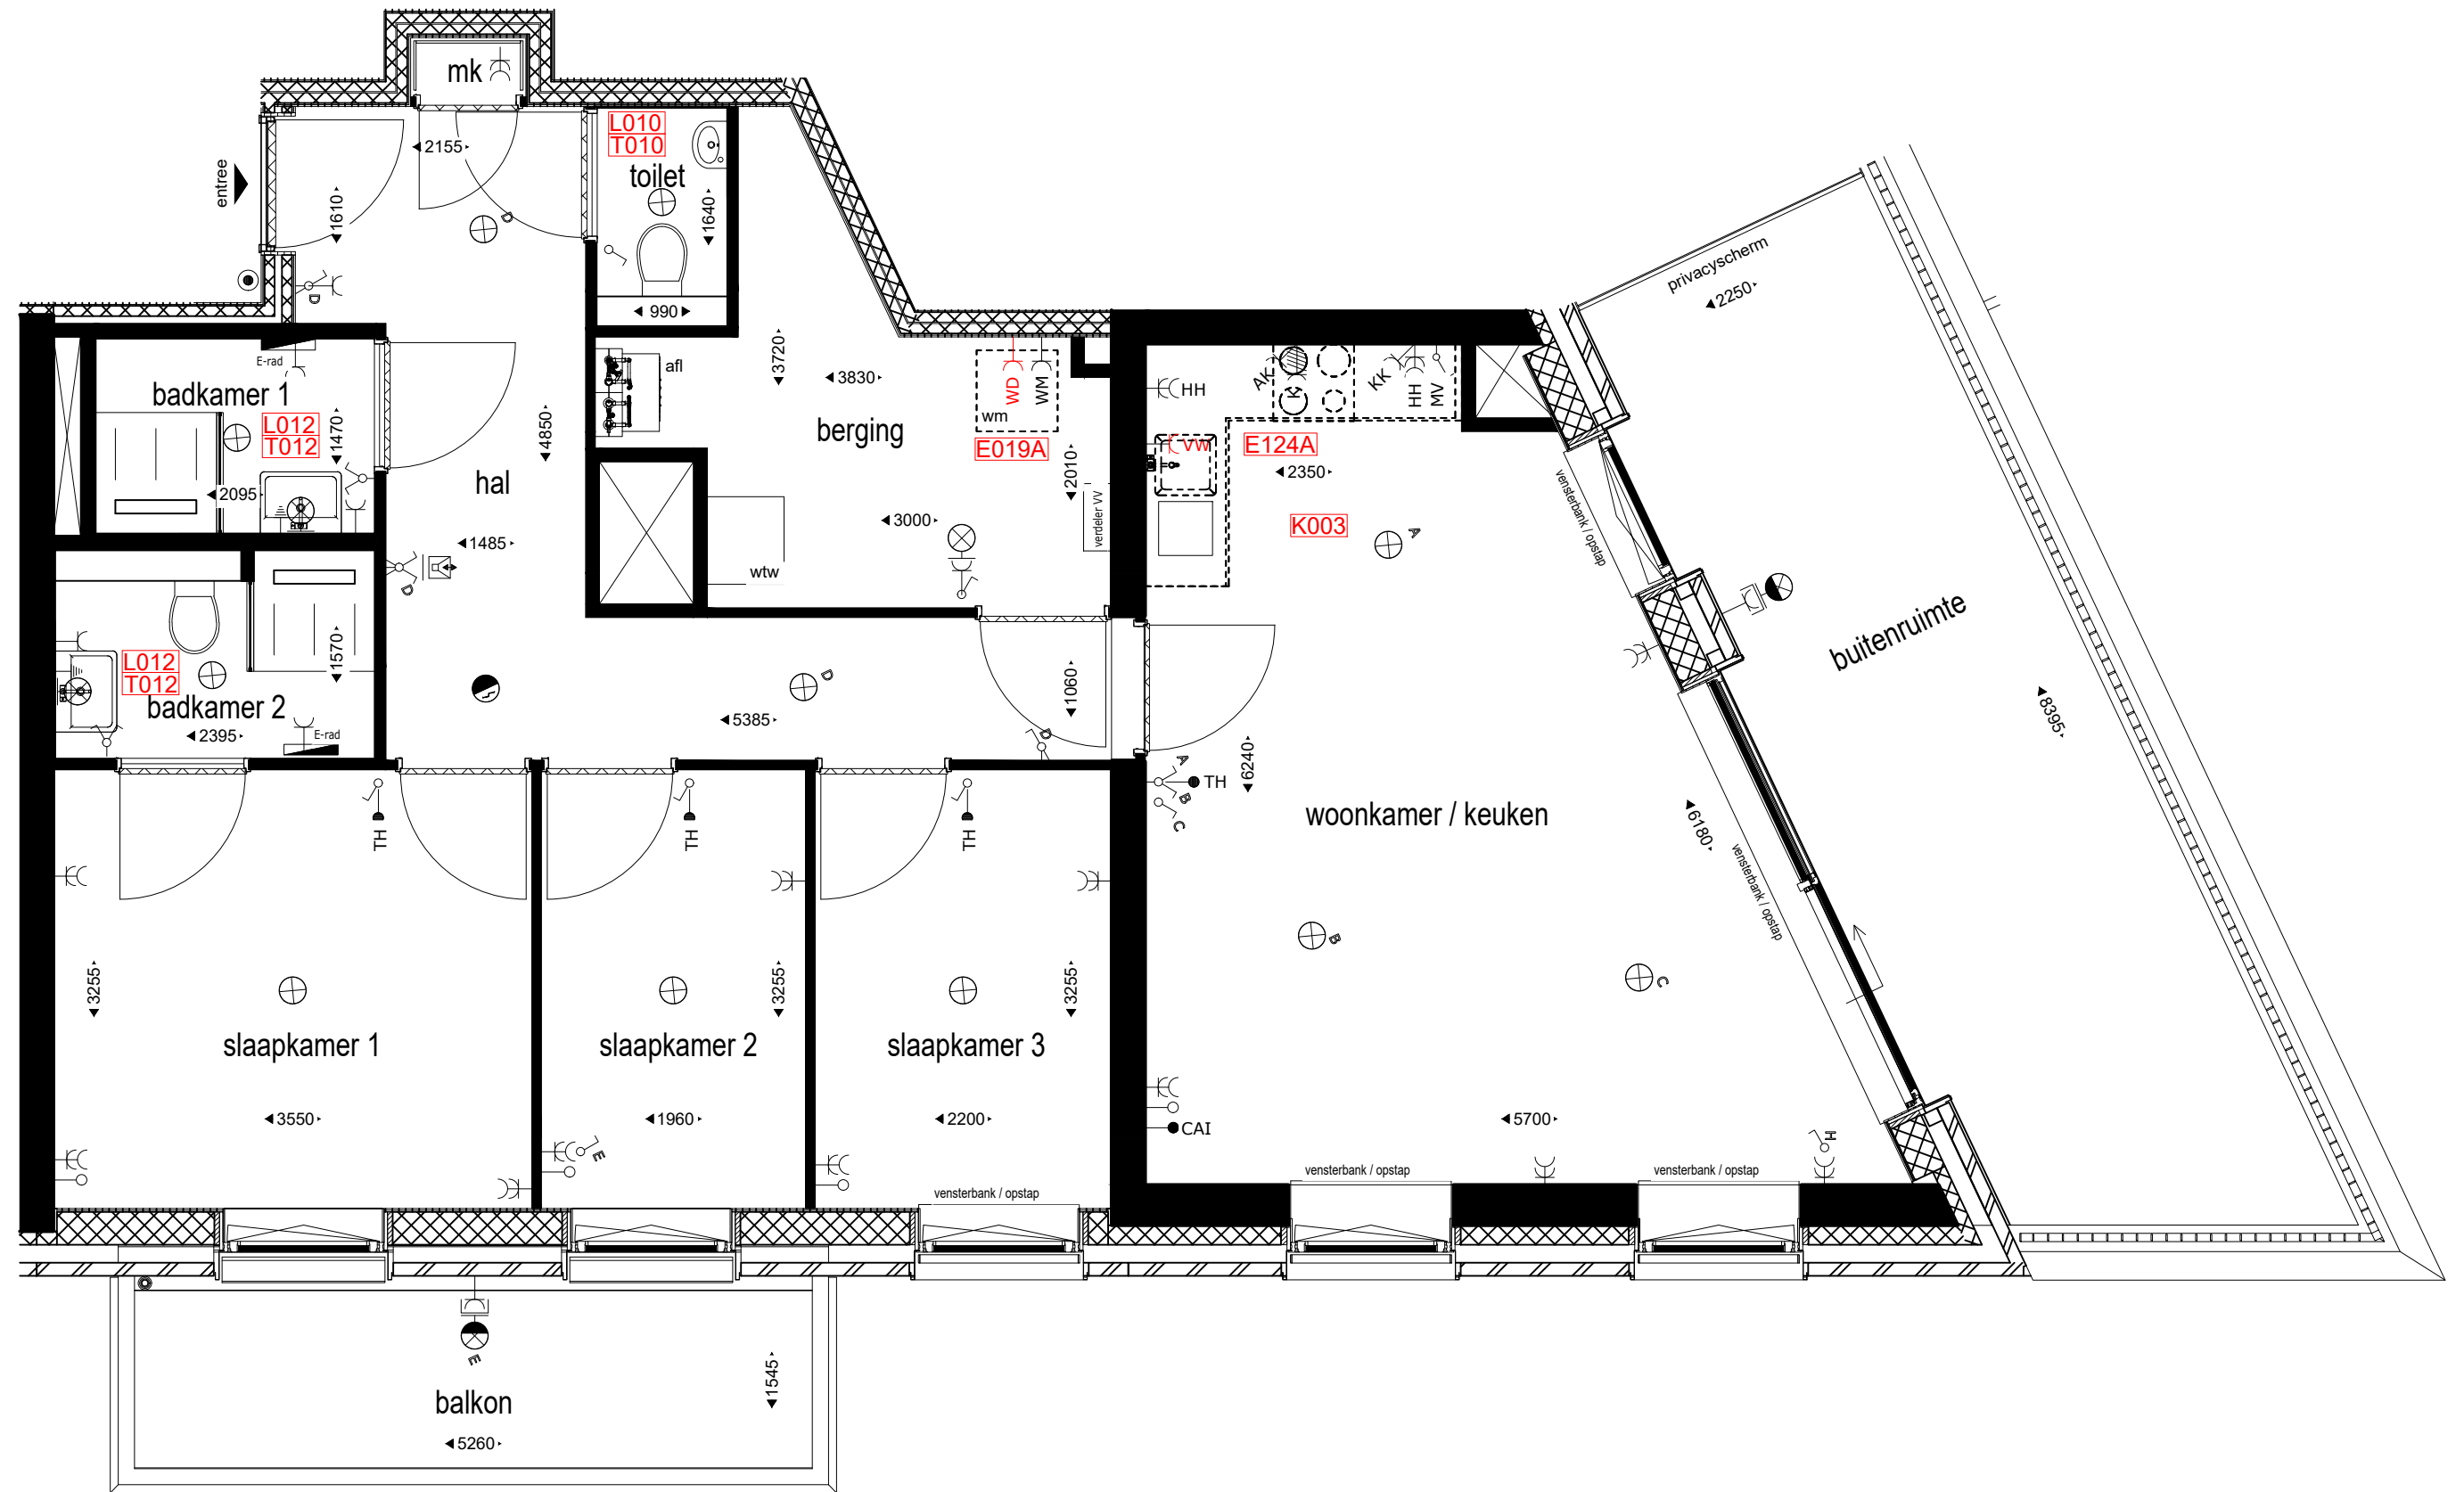 mk
2155
entree
1610
L010
T010
toilet
1640
990
D
D
privacyscherm
2250
E-rad
badkamer 1
L012
T012
1470
2095
4850
hal
1485
D
afl
3720
3830
berging
wm
WD
WM
E019A
2010
3000
verdeler VV
wtw
HH
AK
K
KK
HH
MV
VW
E124A
2350
K003
A
vensterbank / opstap
buitenruimte
8395
L012
T012
badkamer 2
1570
2395
E-rad
D
5385
1060
D
6240
A
B
C
TH
woonkamer / keuken
6180
vensterbank / opstap
TH
TH
TH
B
C
3255
3255
3255
slaapkamer 1
slaapkamer 2
slaapkamer 3
3550
1960
2200
5700
CAI
E
H
vensterbank / opstap
vensterbank / opstap
vensterbank / opstap
E
1545
balkon
5260